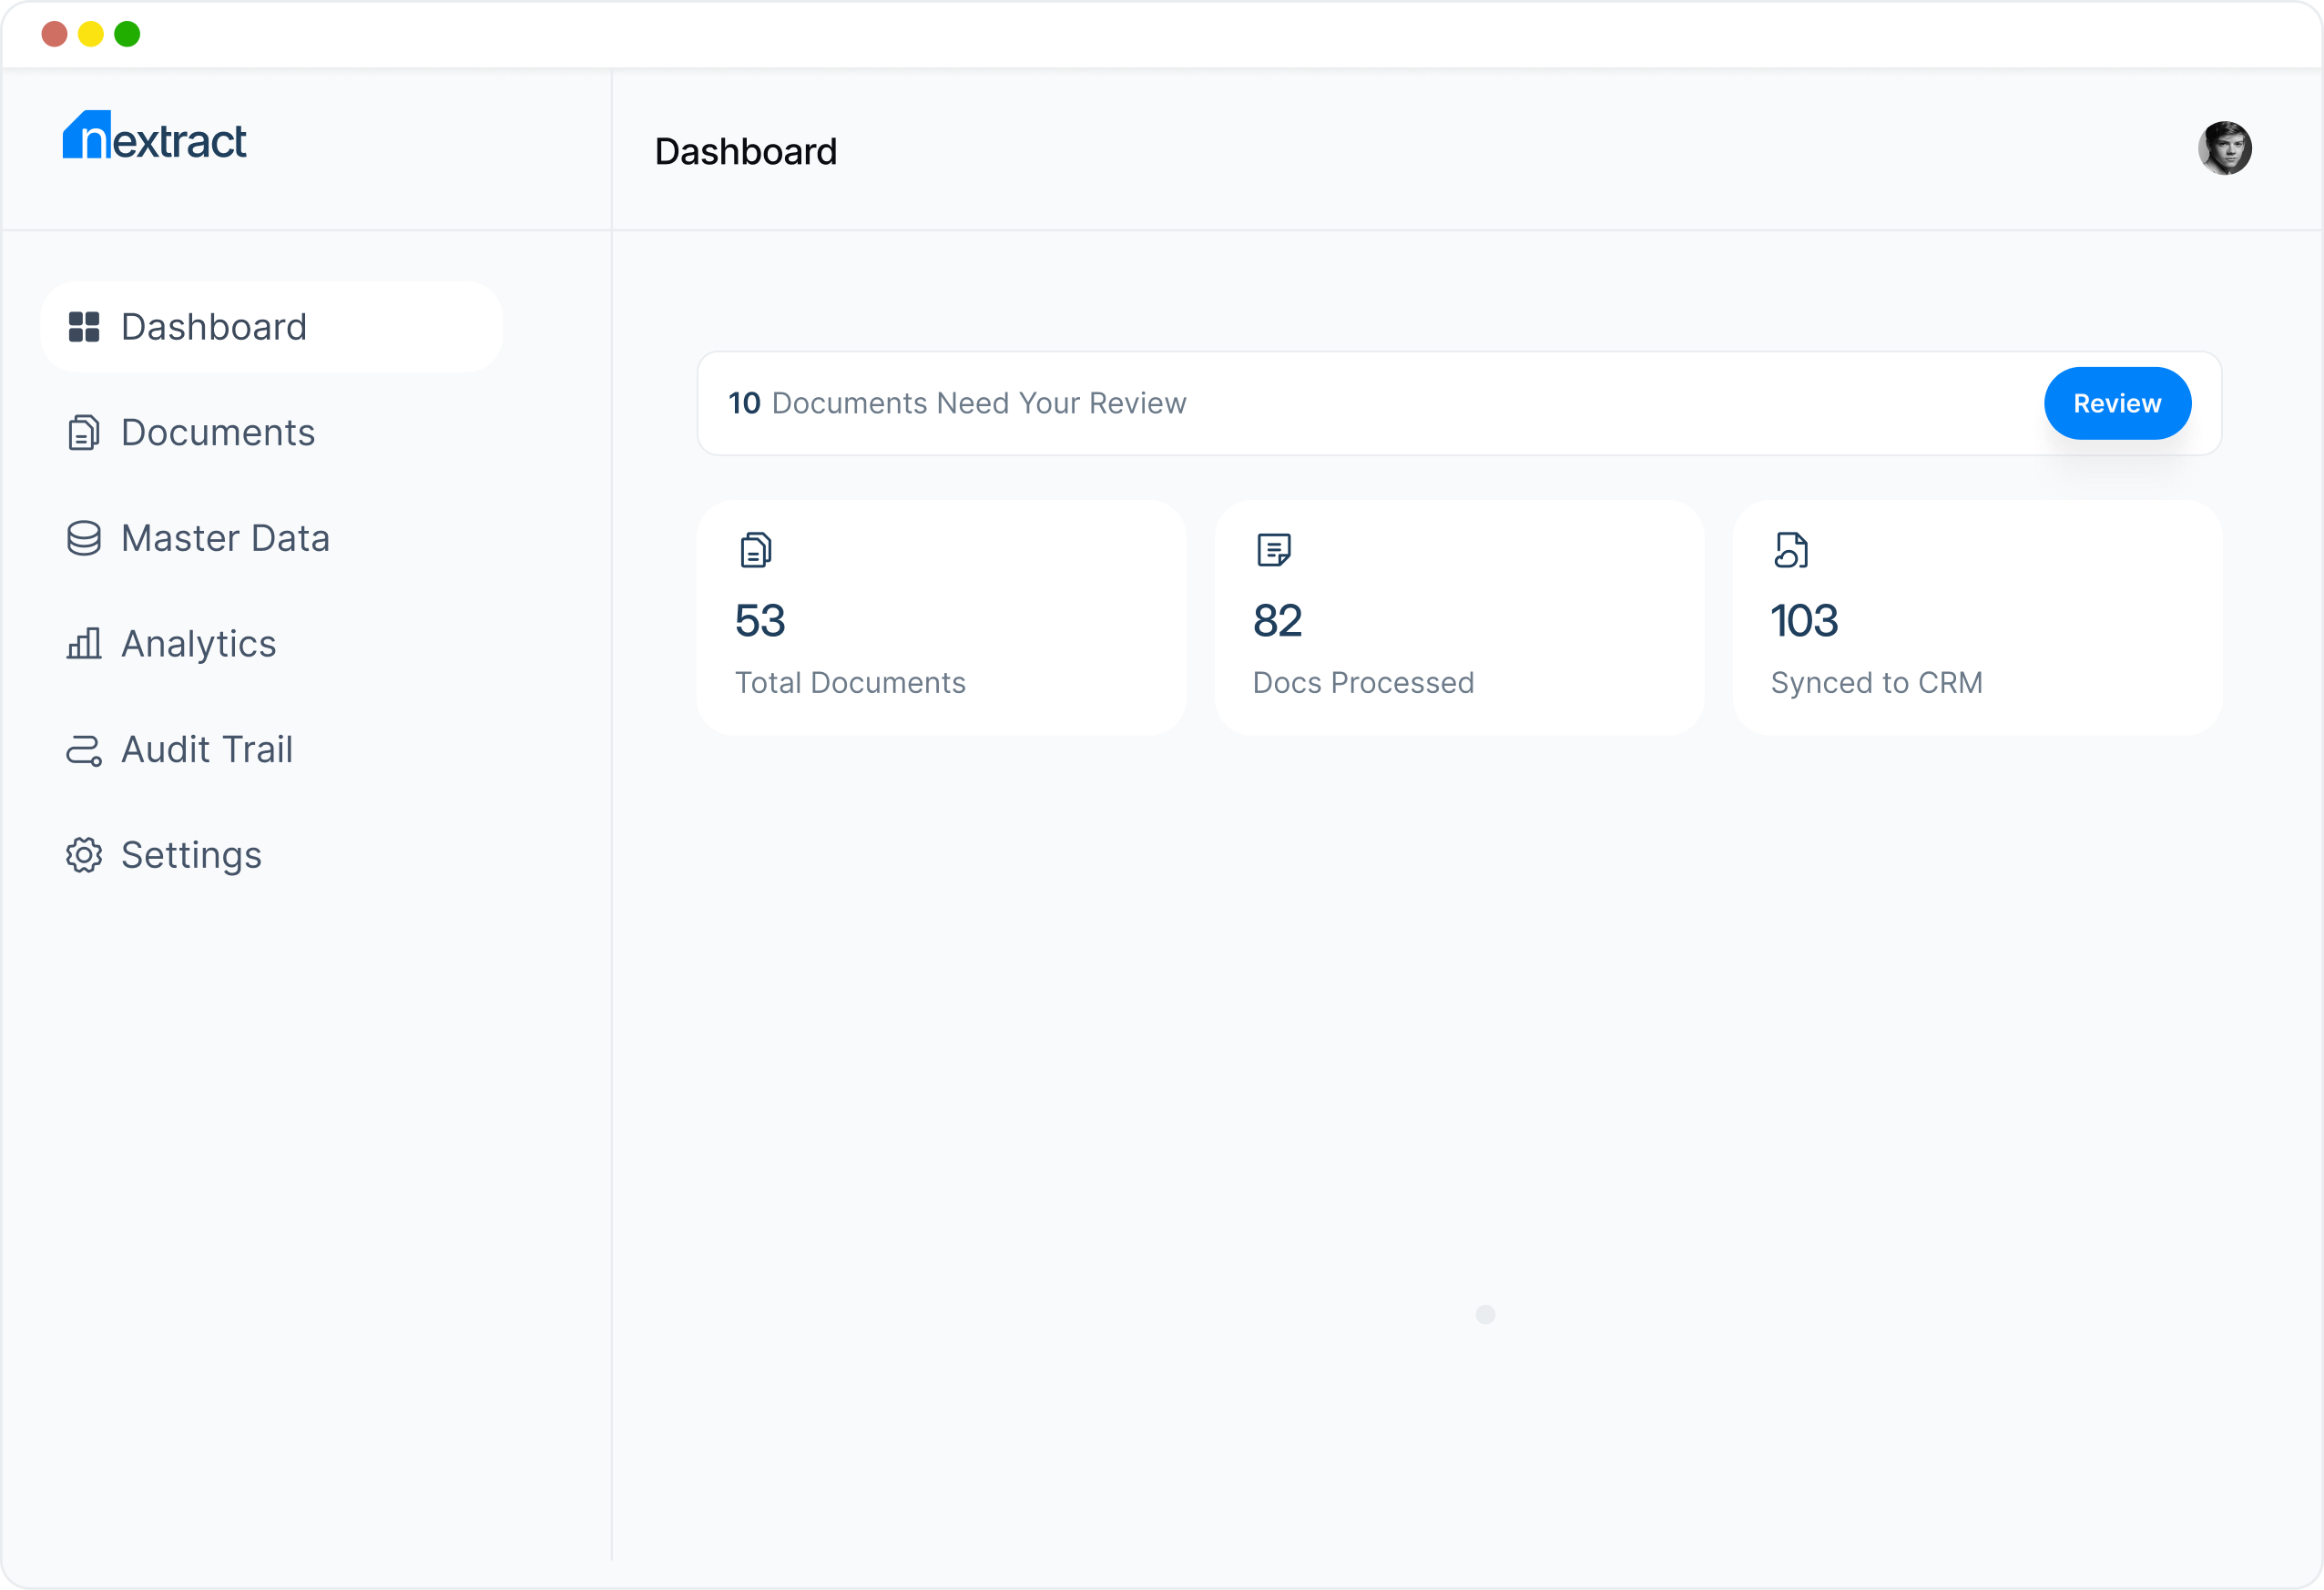 nextract
Dashboard
Dashboard
Documents
Master Data
Analytics
Audit Trail
Settings
10 Documents Need Your Review
Review
53
Total Documents
82
Docs Processed
103
Synced to CRM